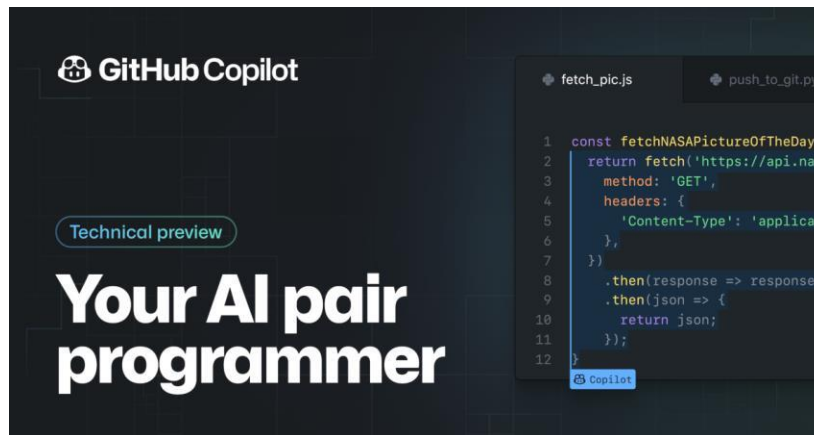 GitHub Copilot
Technical preview
Your AI pair
programmer
fetch_pic.js
push_to_git.py
1 const fetchNASAPictureOfTheDay
2 return fetch('https://api.na
3 method: 'GET',
4 headers: {
5 'Content-Type': 'applica
6 },
7 })
8 .then(response => response
9 .then(json => {
10 return json;
11 });
12 }
Copilot